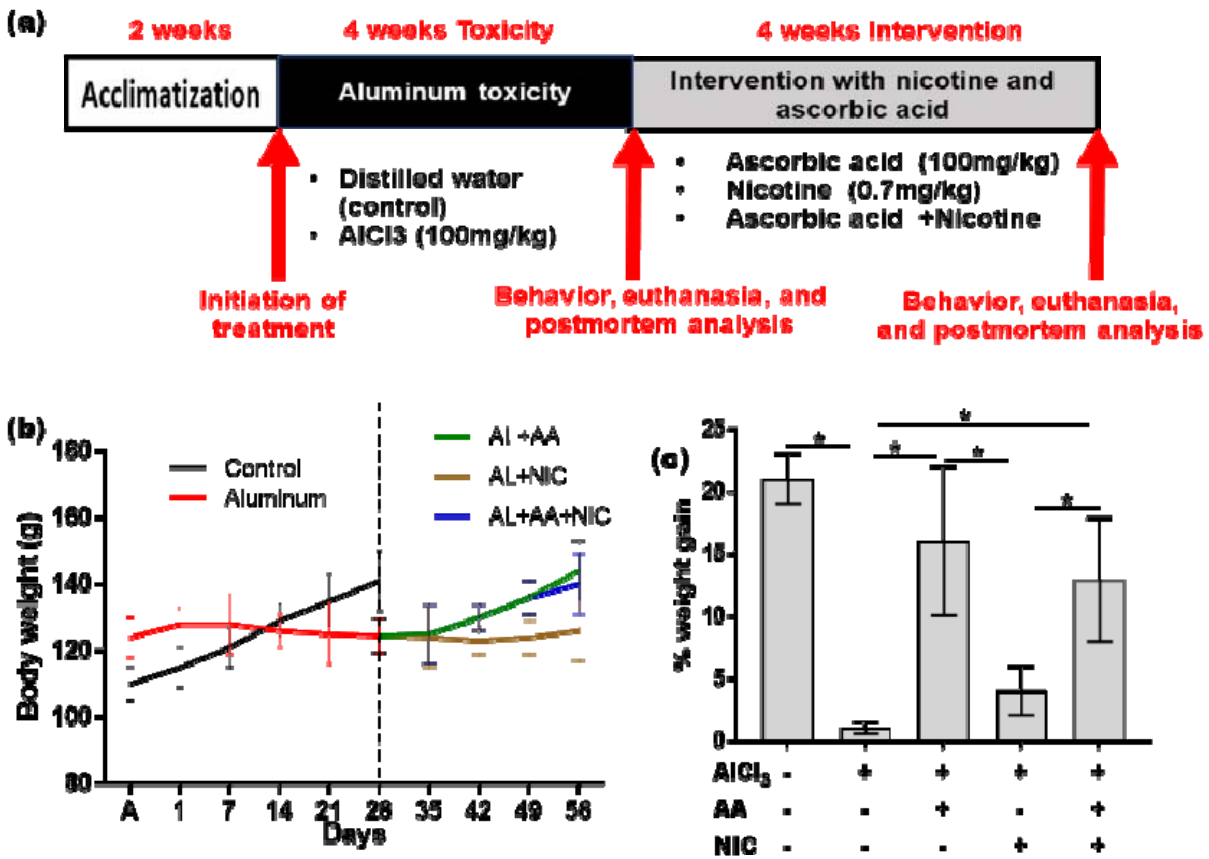 (a)
2 weeks
4 weeks Toxicity
4 weeks Intervention
Acclimatization
Aluminum toxicity
Intervention with nicotine and
ascorbic acid
• Distilled water
(control)
• AlCl3 (100mg/kg)
• Ascorbic acid (100mg/kg)
• Nicotine (0.7mg/kg)
• Ascorbic acid +Nicotine
Initiation of
treatment
Behavior, euthanasia, and
postmortem analysis
Behavior, euthanasia,
and postmortem analysis
(b)
Control
Aluminum
AL+AA
AL+NIC
AL+AA+NIC
Body weight (g)
160
160
140
120
100
80
A 1 7 14 21 28 35 42 49 56
Days
(c)
% weight gain
25
20
15
10
5
0
* * * * *
AlCl₃ - + + + +
AA - - + - +
NIC - - - + +